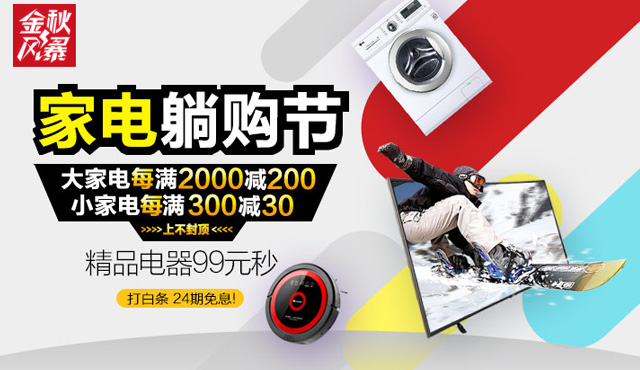 金秋
风暴
家电躺购节
大家电每满2000减200
小家电每满300减30
>>>>上不封顶<<<<
精品电器99元秒
打白条 24期免息!